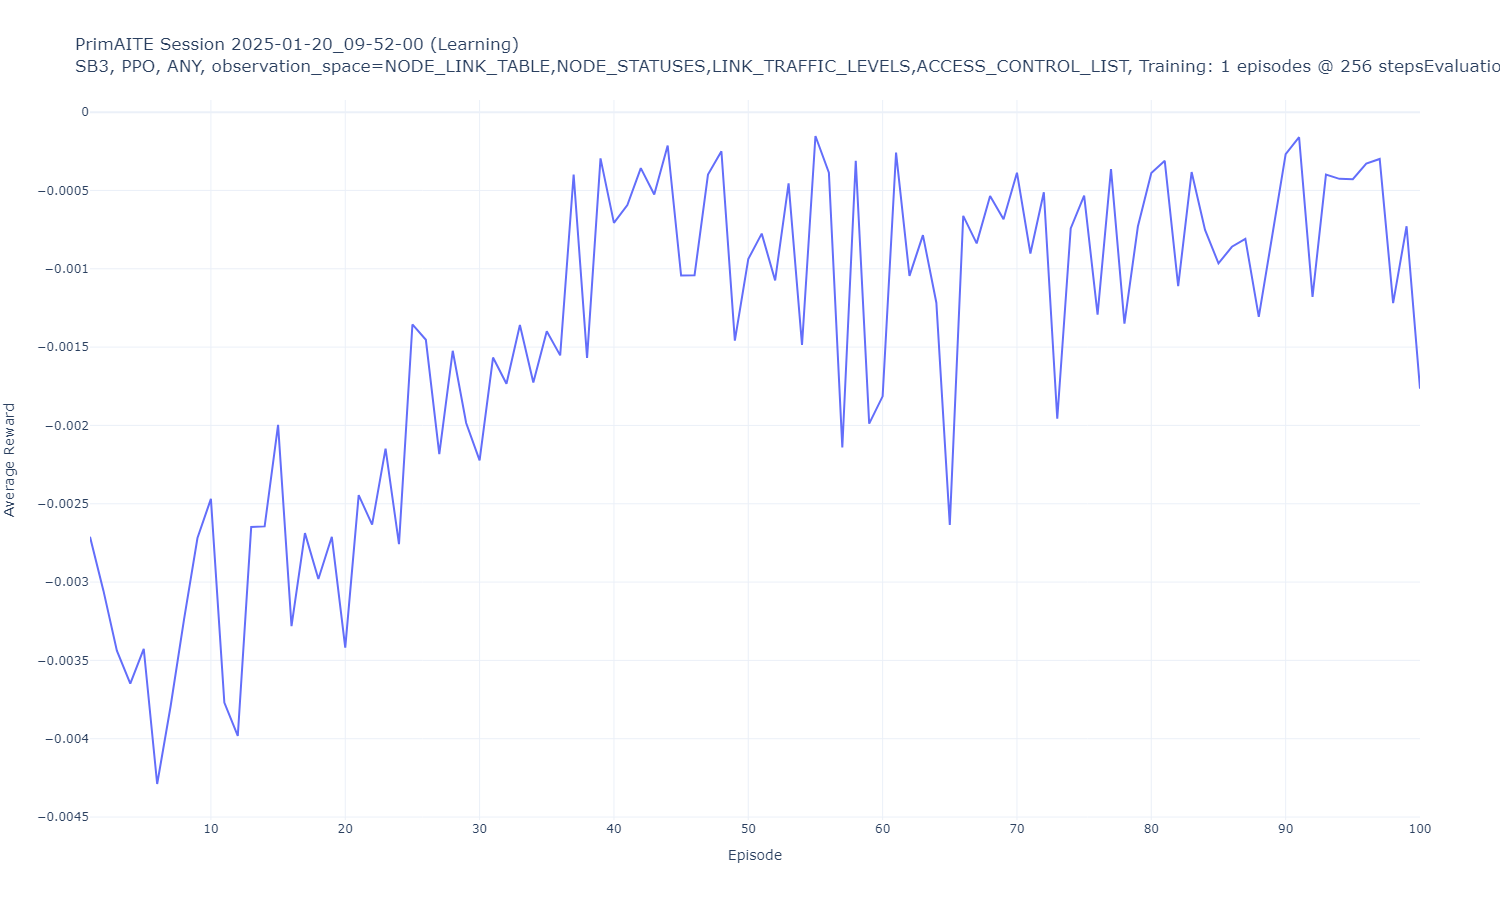 PrimAITE Session 2025-01-20_09-52-00 (Learning)
SB3, PPO, ANY, observation_space=NODE_LINK_TABLE,NODE_STATUSES,LINK_TRAFFIC_LEVELS,ACCESS_CONTROL_LIST, Training: 1 episodes @ 256 stepsEvaluatio
0
−0.0005
−0.001
−0.0015
−0.002
−0.0025
−0.003
−0.0035
−0.004
−0.0045
Average Reward
10 20 30 40 50 60 70 80 90 100
Episode